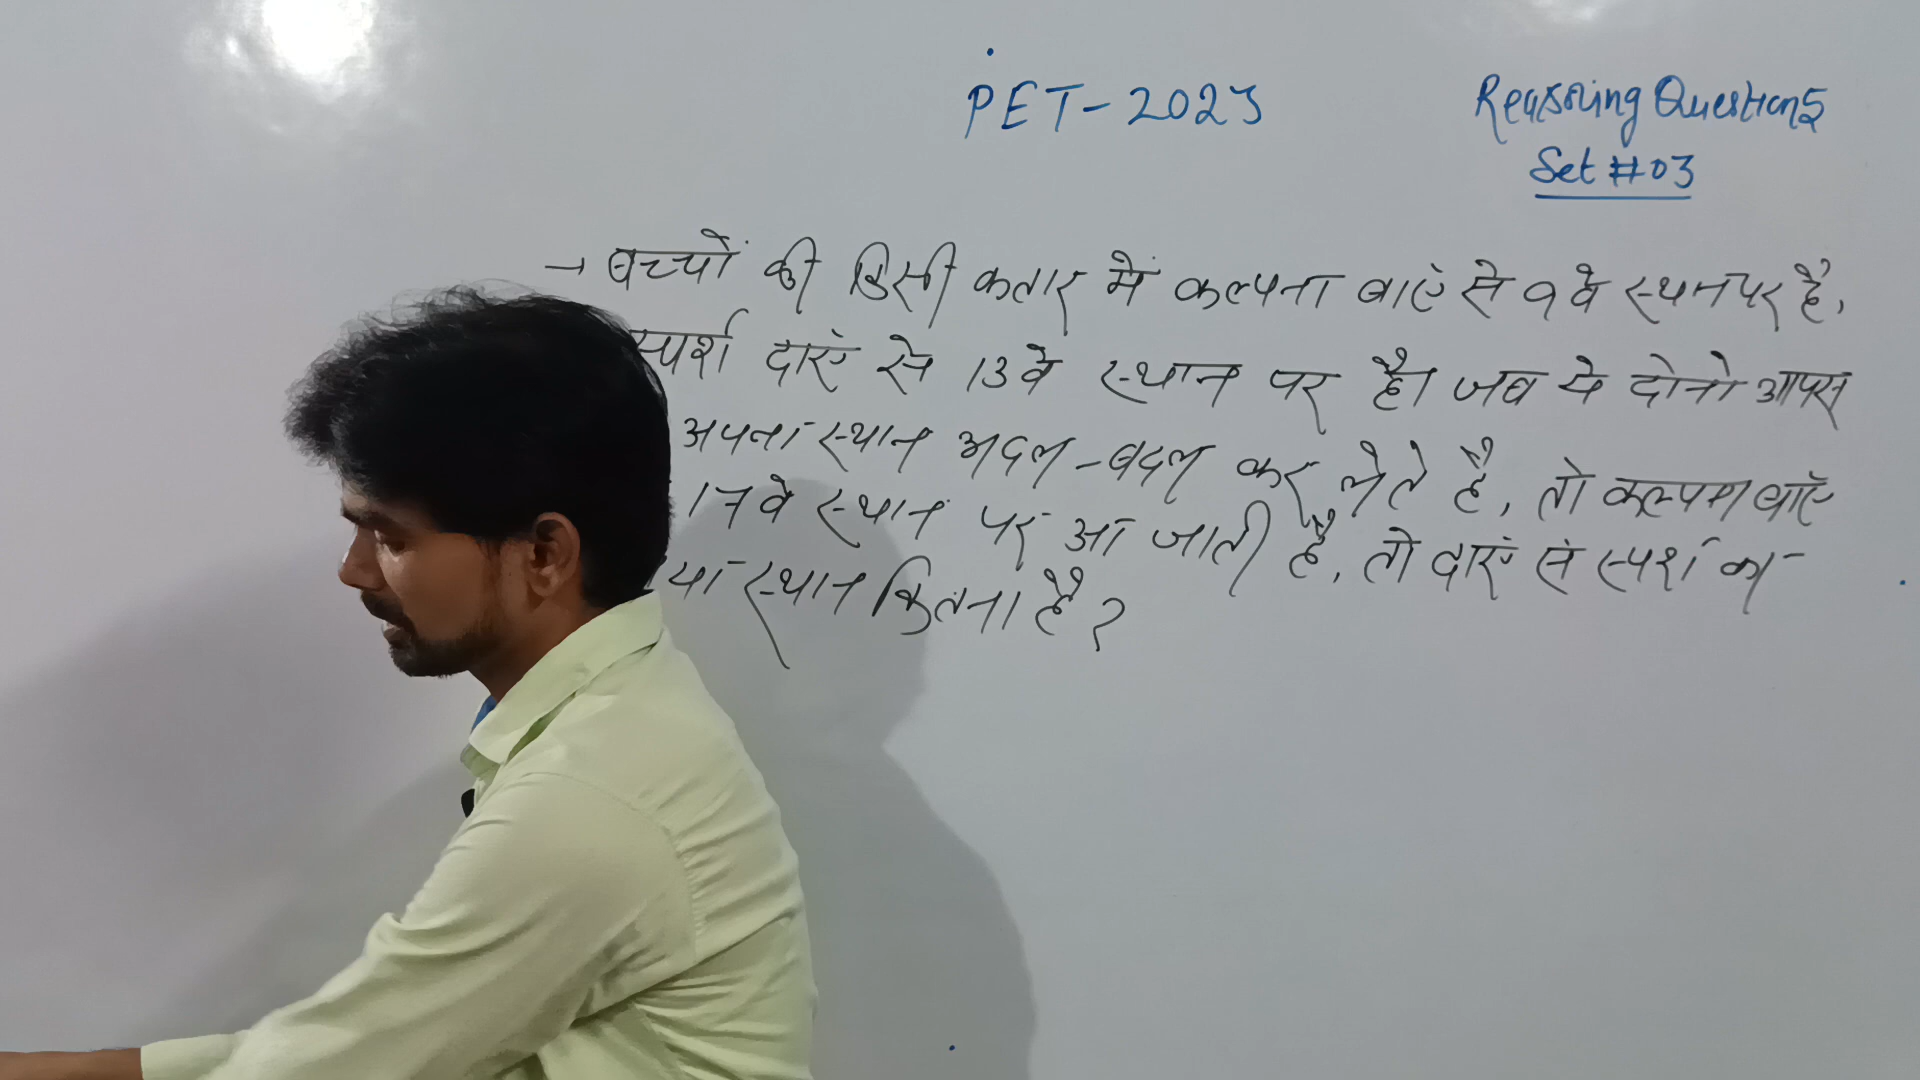 PET-2023
Reasoning Questions
Set #03
→ बच्चों की किसी कतार में कल्पना बाएं से 9 वे स्थान पर है,
स्पर्श दाएं से 13वे स्थान पर है। जब ये दोनो आपस
अपना स्थान अदल-बदल कर लेते है, तो कल्पना बाएं
17 वे स्थान पर आ जाती है, तो दाएं से स्पर्श का
स्थान कितना है?